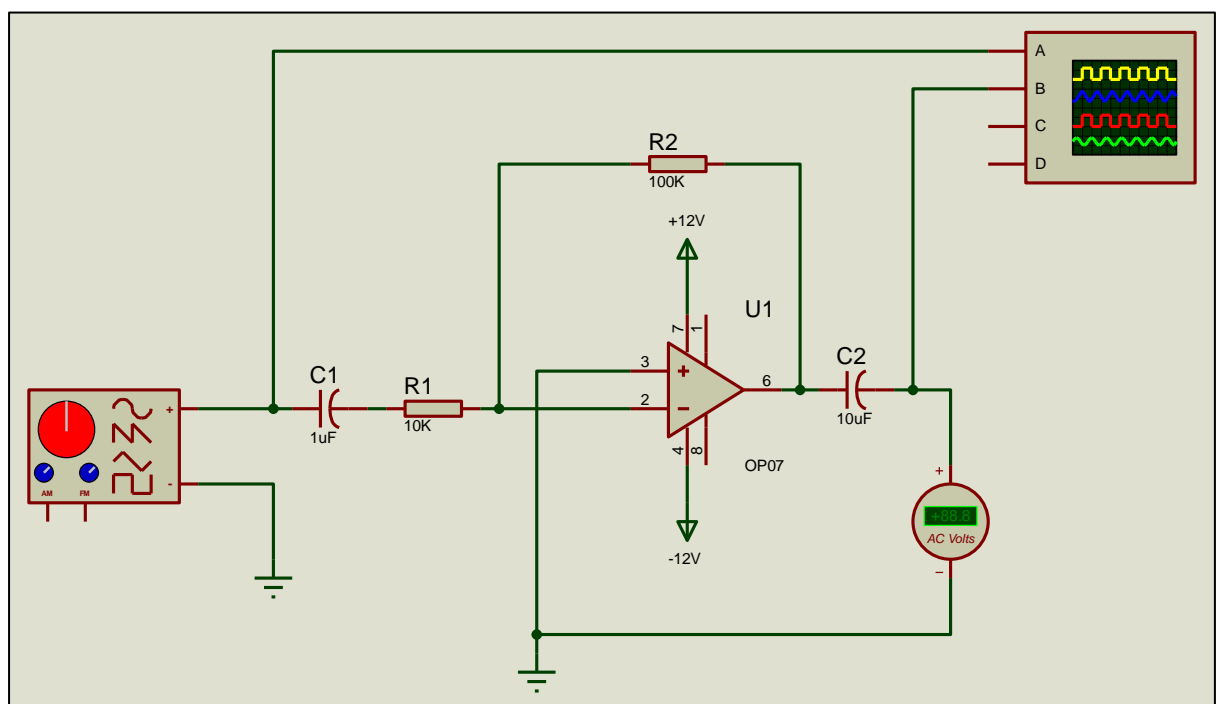 A
B
C
D
R2
100K
+12V
U1
7
1
3
+
6
2
−
4
8
OP07
-12V
C1
1uF
R1
10K
C2
10uF
+
-
AM
FM
+
+88.8
AC Volts
−